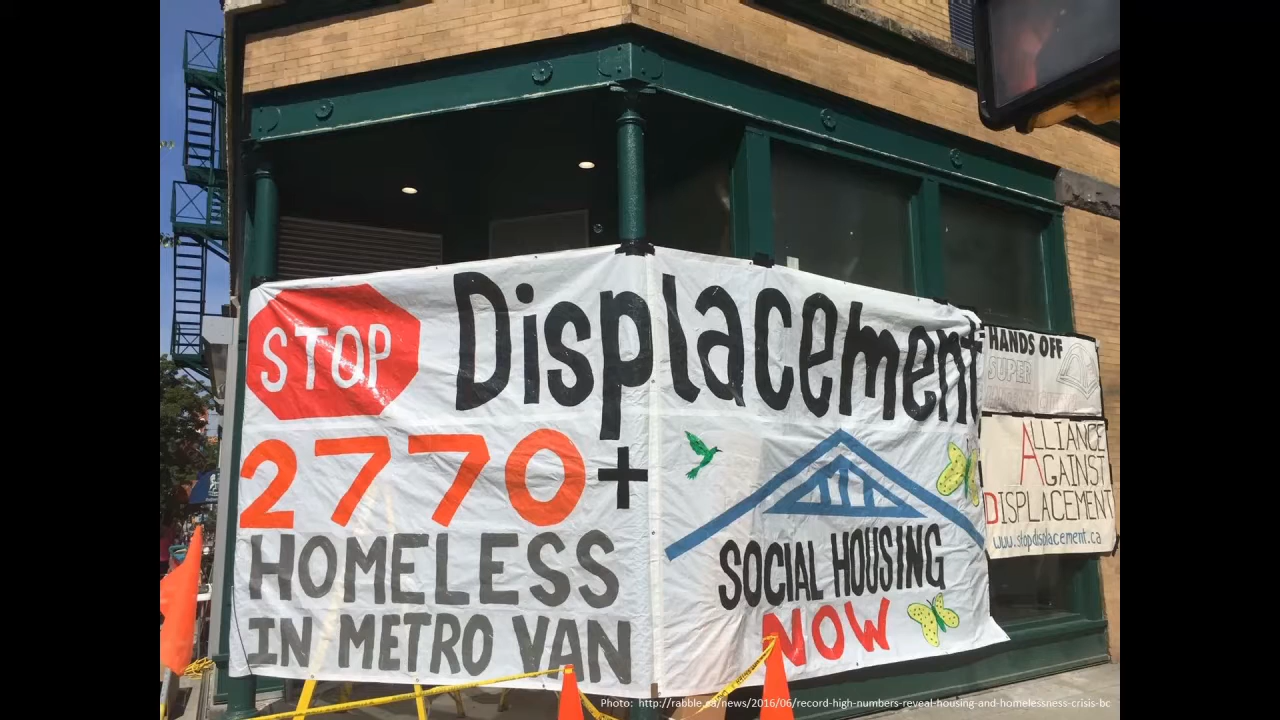 STOP Displacement
2770+
HOMELESS
IN METRO VAN
SOCIAL HOUSING
NOW
HANDS OFF
SUPER
ALLIANCE
AGAINST
DISPLACEMENT
www.stopdisplacement.ca
Photo: http://rabble.ca/news/2016/06/record-high-numbers-reveal-housing-and-homelessness-crisis-bc